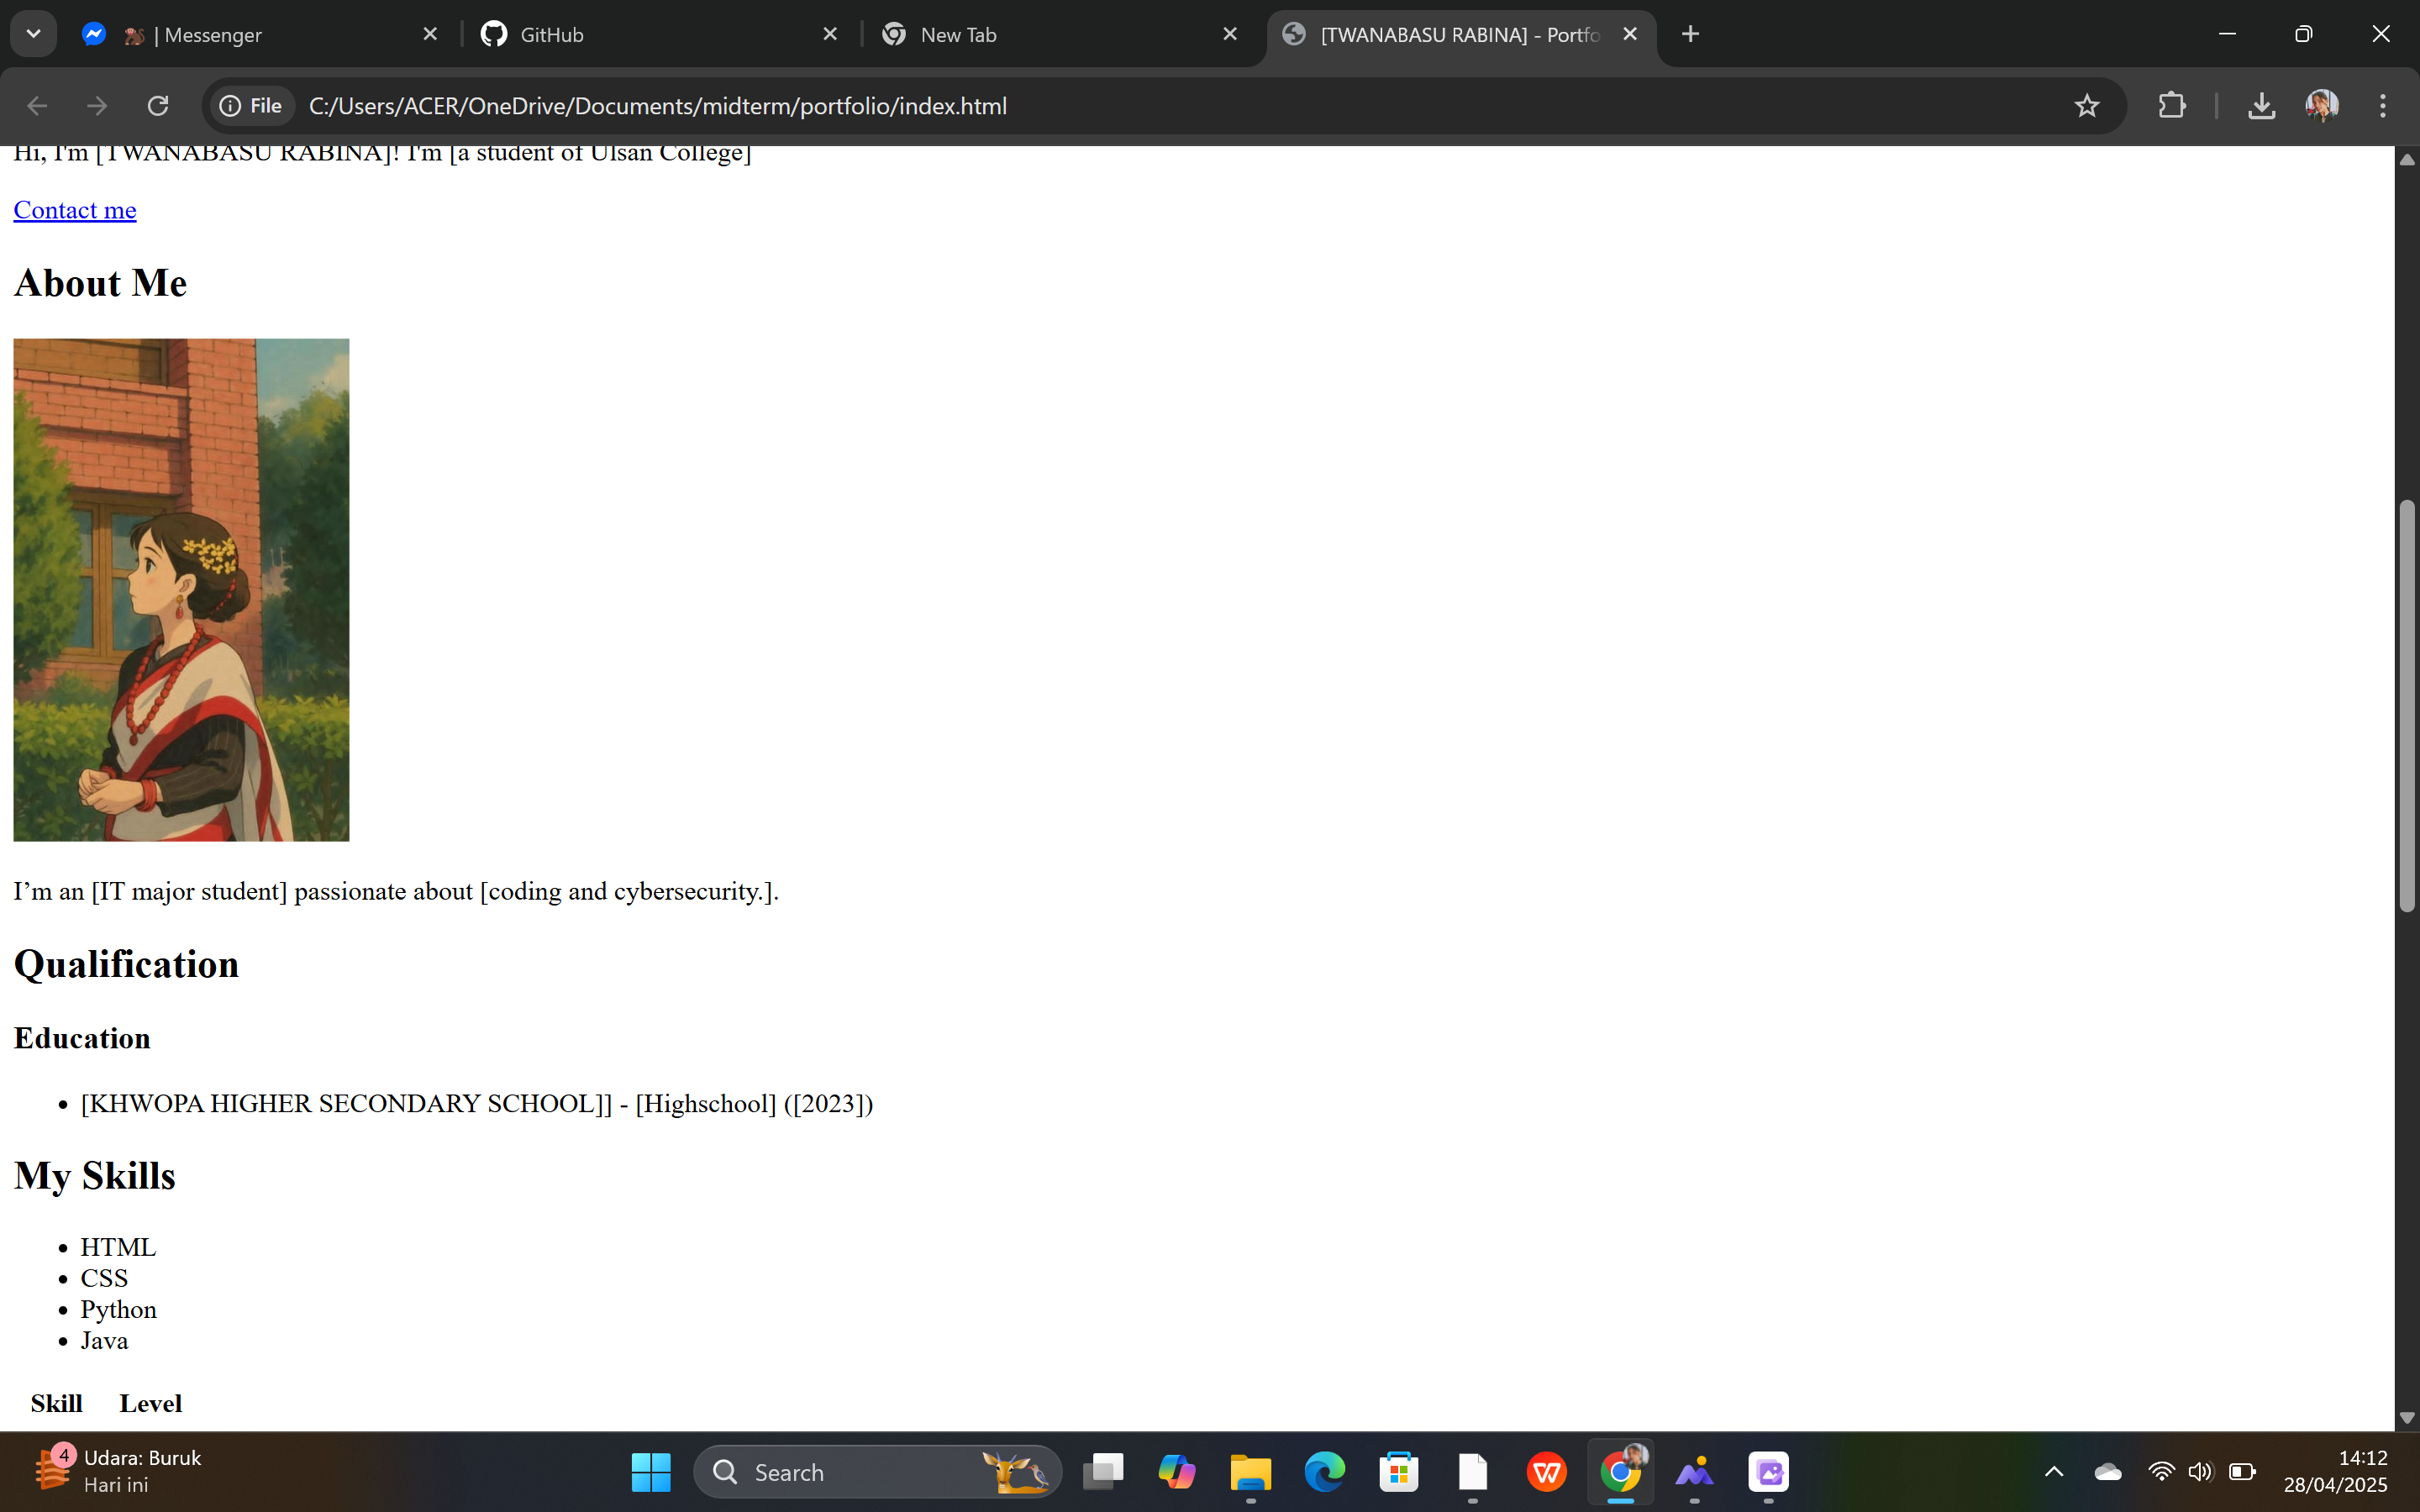 | Messenger
GitHub
New Tab
[TWANABASU RABINA] - Portfo
File
C:/Users/ACER/OneDrive/Documents/midterm/portfolio/index.html
Hi, I'm [TWANABASU RABINA]! I'm [a student of Ulsan College]
Contact me
About Me
I’m an [IT major student] passionate about [coding and cybersecurity.].
Qualification
Education
• [KHWOPA HIGHER SECONDARY SCHOOL]] - [Highschool] ([2023])
My Skills
• HTML
• CSS
• Python
• Java
Skill Level
4
Udara: Buruk
Hari ini
Search
W
14:12
28/04/2025